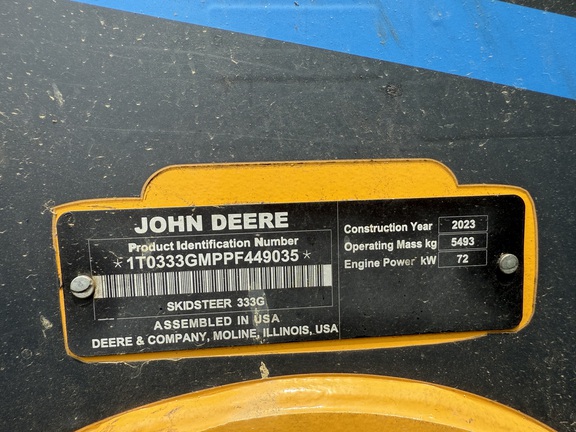 JOHN DEERE
Product Identification Number
*1T0333GMPPF449035*
SKIDSTEER 333G
ASSEMBLED IN USA
DEERE & COMPANY, MOLINE, ILLINOIS, USA
Construction Year 2023
Operating Mass kg 5493
Engine Power kW 72